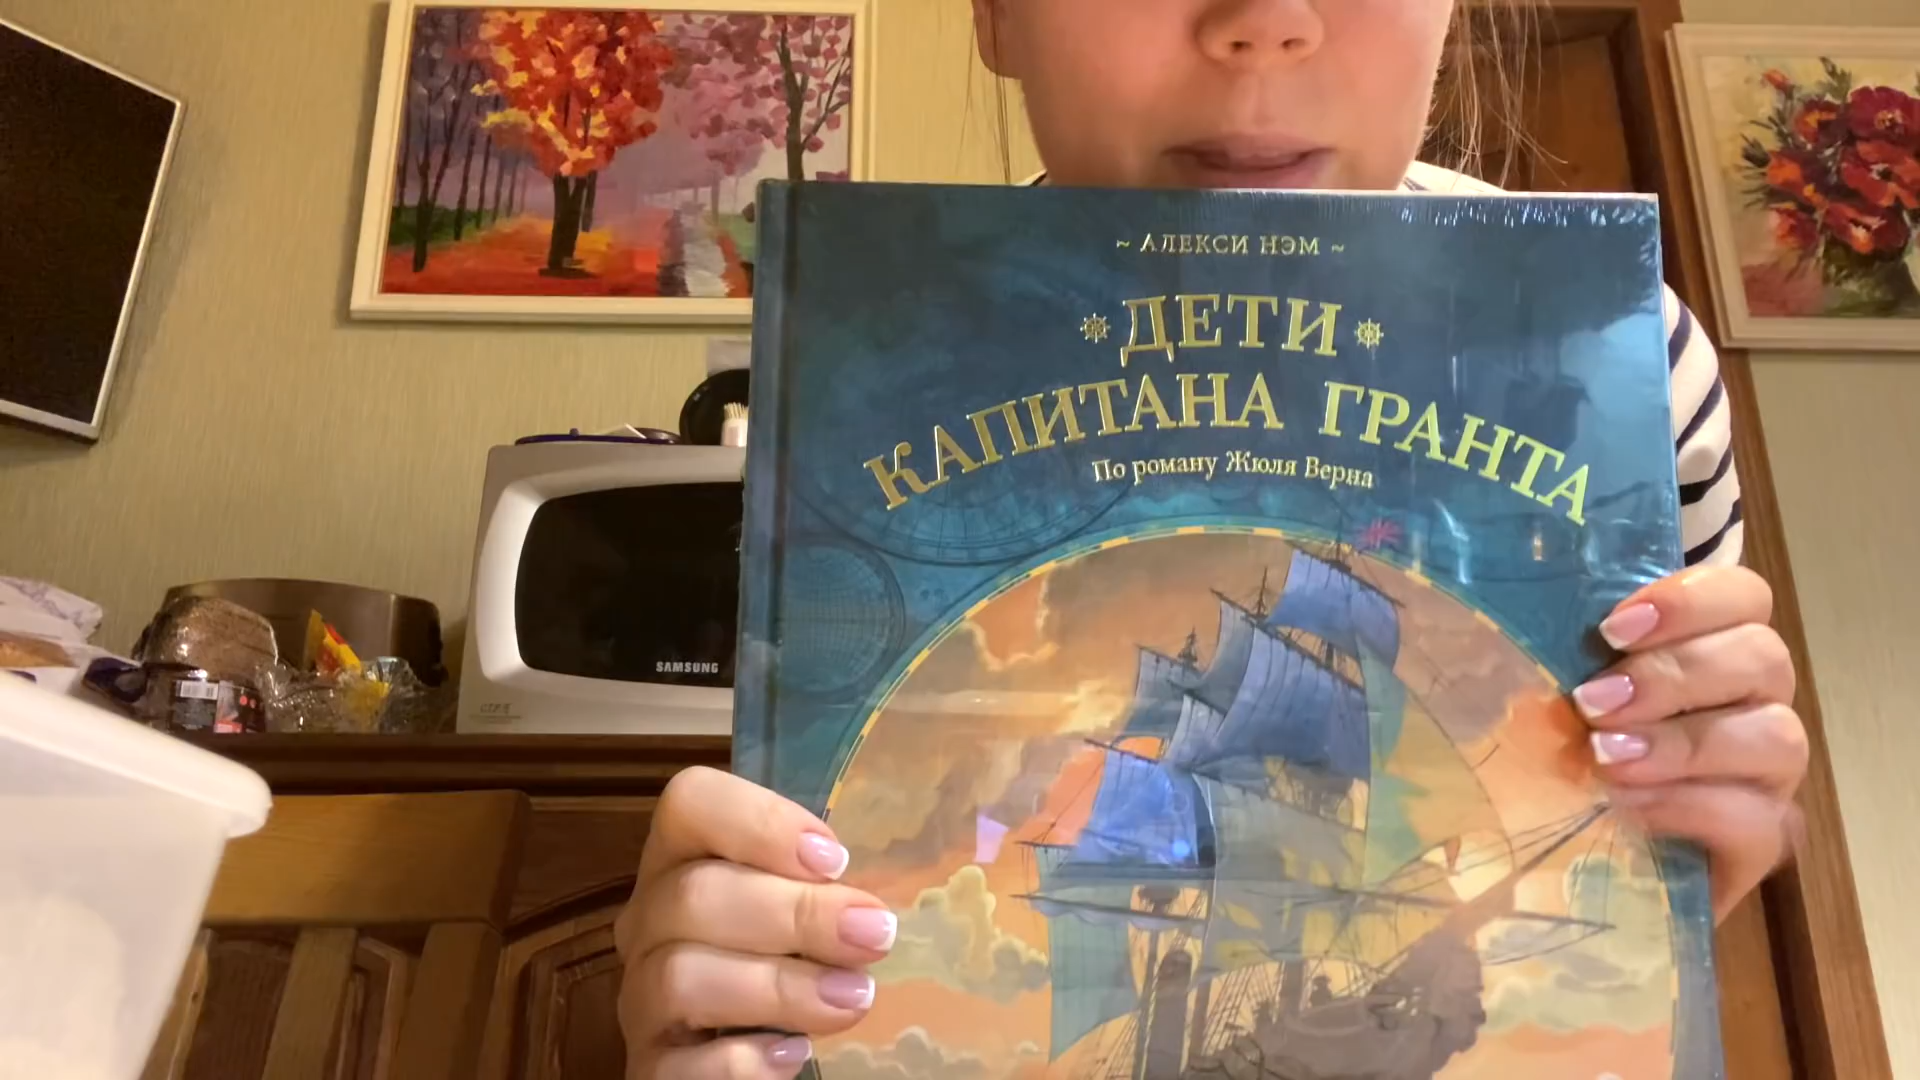 ~ АЛЕКСИ НЭМ ~
ДЕТИ
КАПИТАНА ГРАНТА
По роману Жюля Верна
SAMSUNG